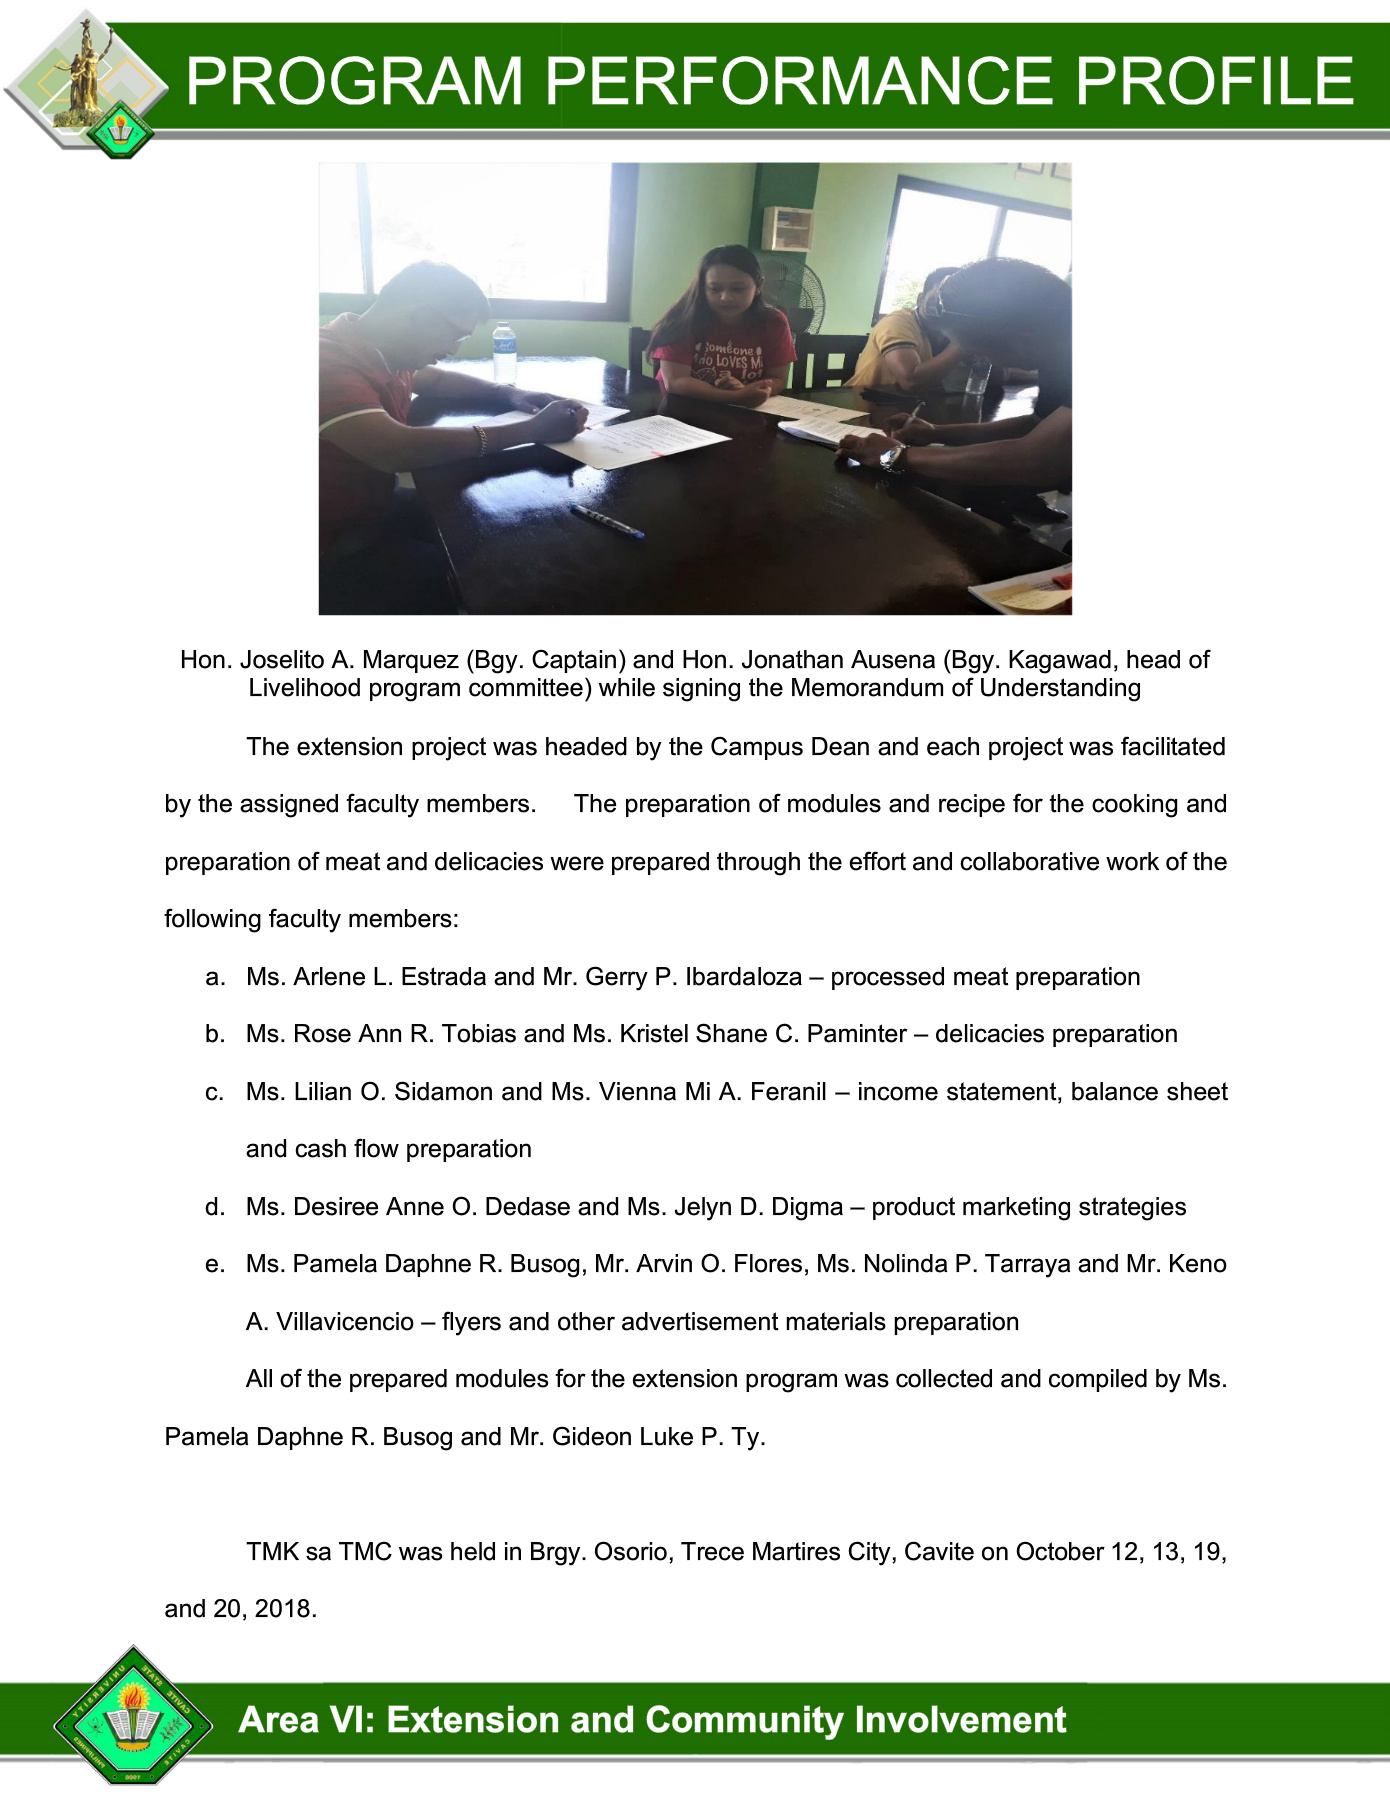 PROGRAM PERFORMANCE PROFILE
someone
who LOVES ME
a lot
Hon. Joselito A. Marquez (Bgy. Captain) and Hon. Jonathan Ausena (Bgy. Kagawad, head of
Livelihood program committee) while signing the Memorandum of Understanding
The extension project was headed by the Campus Dean and each project was facilitated
by the assigned faculty members. The preparation of modules and recipe for the cooking and
preparation of meat and delicacies were prepared through the effort and collaborative work of the
following faculty members:
a. Ms. Arlene L. Estrada and Mr. Gerry P. Ibardaloza – processed meat preparation
b. Ms. Rose Ann R. Tobias and Ms. Kristel Shane C. Paminter – delicacies preparation
c. Ms. Lilian O. Sidamon and Ms. Vienna Mi A. Feranil – income statement, balance sheet
and cash flow preparation
d. Ms. Desiree Anne O. Dedase and Ms. Jelyn D. Digma – product marketing strategies
e. Ms. Pamela Daphne R. Busog, Mr. Arvin O. Flores, Ms. Nolinda P. Tarraya and Mr. Keno
A. Villavicencio – flyers and other advertisement materials preparation
All of the prepared modules for the extension program was collected and compiled by Ms.
Pamela Daphne R. Busog and Mr. Gideon Luke P. Ty.
TMK sa TMC was held in Brgy. Osorio, Trece Martires City, Cavite on October 12, 13, 19,
and 20, 2018.
CAVITE STATE UNIVERSITY
CAVITE PHILIPPINES
Area VI: Extension and Community Involvement